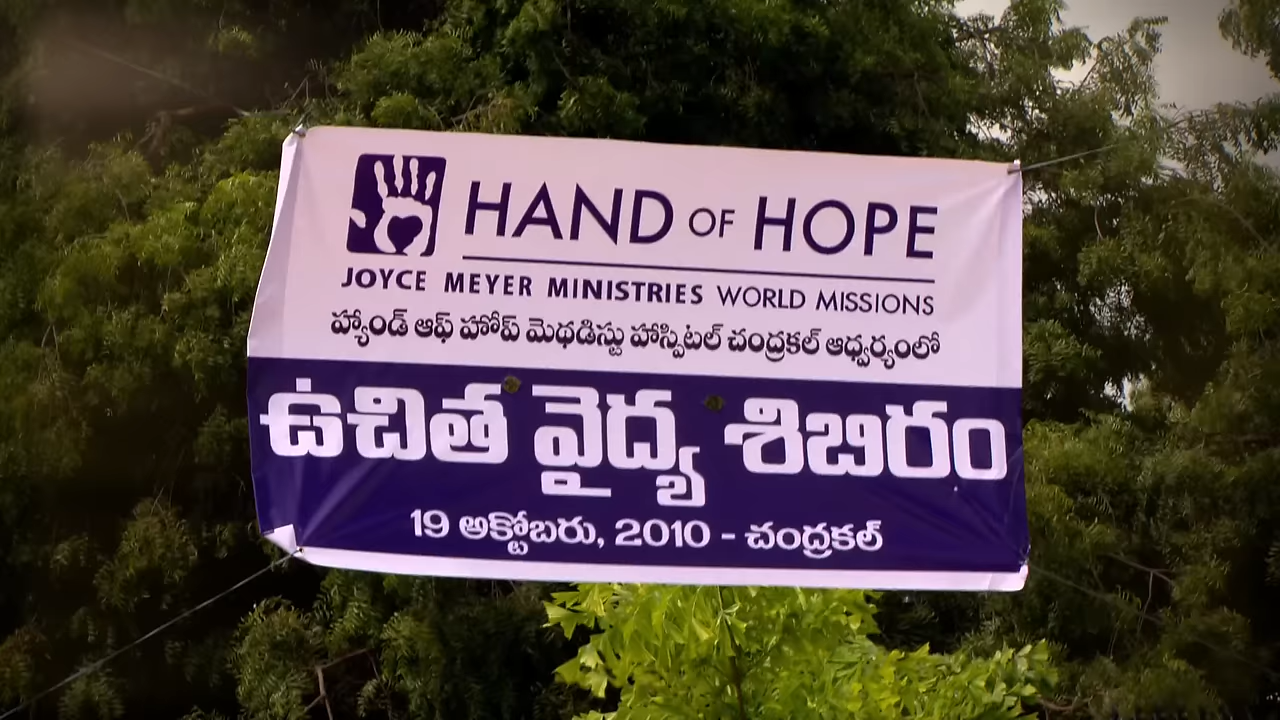 HAND OF HOPE
JOYCE MEYER MINISTRIES WORLD MISSIONS
హ్యాండ్ ఆఫ్ హోప్ మెథడిస్టు హాస్పిటల్ చంద్రకల్ ఆధ్వర్యంలో
ఉచిత వైద్య శిబిరం
19 అక్టోబరు, 2010 - చంద్రకల్